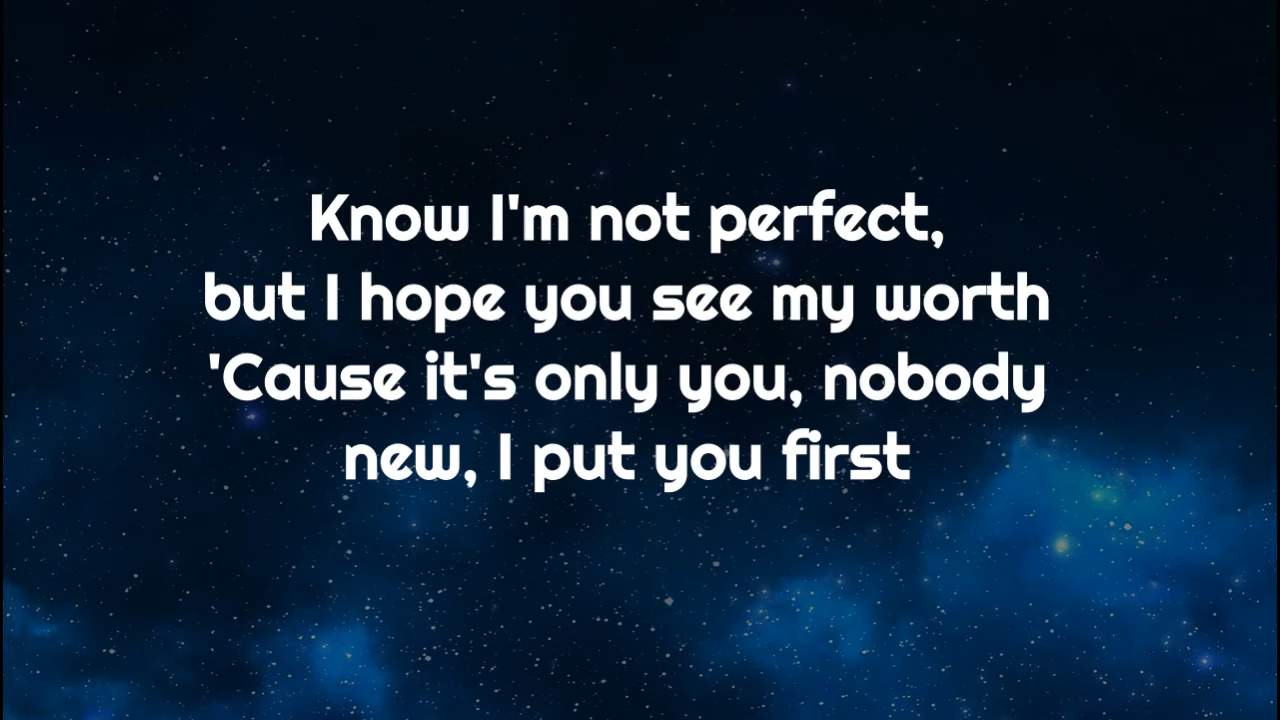 Know I'm not perfect,
but I hope you see my worth
'Cause it's only you, nobody
new, I put you first